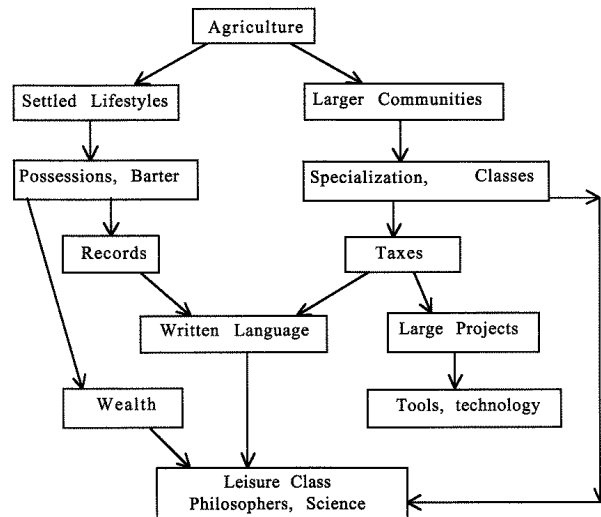 Agriculture
Settled Lifestyles
Larger Communities
Possessions, Barter
Specialization, Classes
Records
Taxes
Written Language
Large Projects
Wealth
Tools, technology
Leisure Class
Philosophers, Science